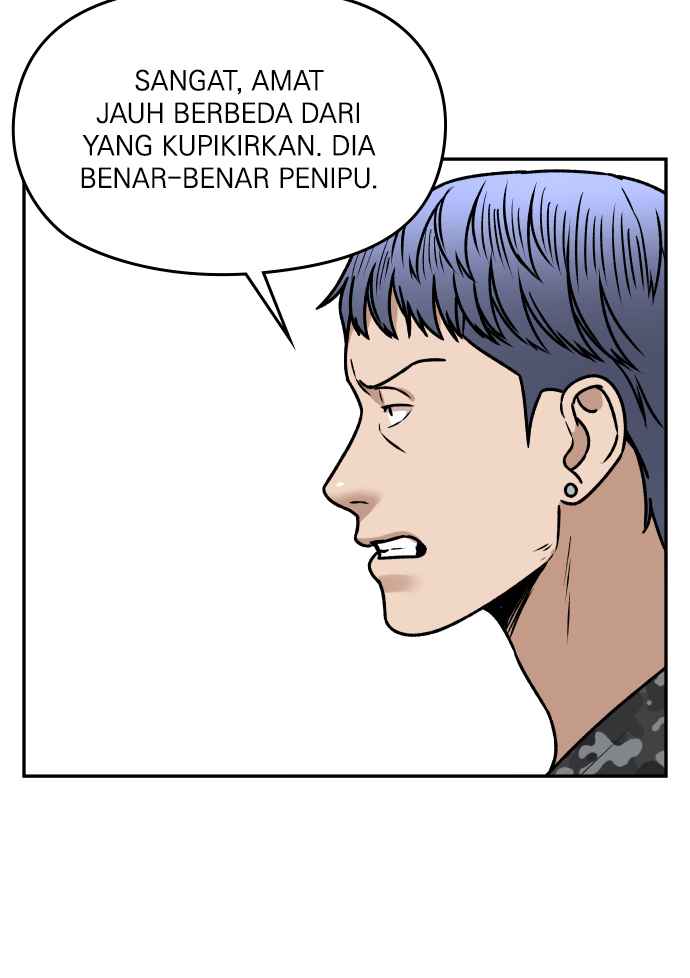 SANGAT, AMAT
JAUH BERBEDA DARI
YANG KUPIKIRKAN. DIA
BENAR-BENAR PENIPU.